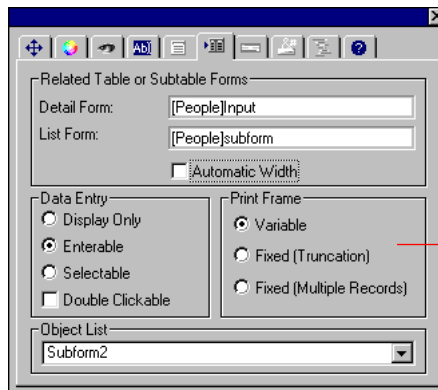 Related Table or Subtable Forms
Detail Form: [People]Input
List Form: [People]subform
Automatic Width
Data Entry
Display Only
Enterable
Selectable
Double Clickable
Print Frame
Variable
Fixed (Truncation)
Fixed (Multiple Records)
Object List
Subform2